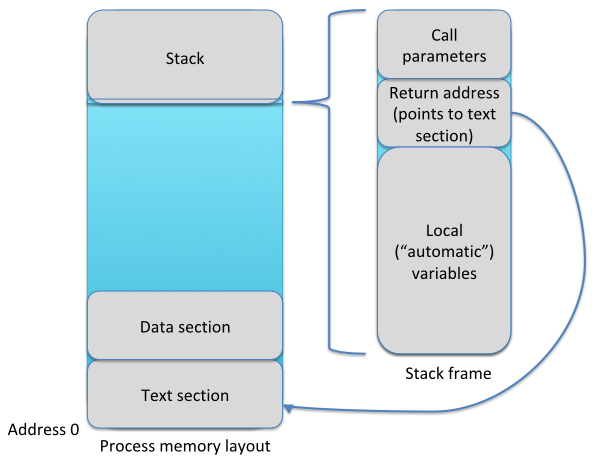 Stack
Data section
Text section
Address 0
Process memory layout
Call
parameters
Return address
(points to text
section)
Local
(“automatic”)
variables
Stack frame